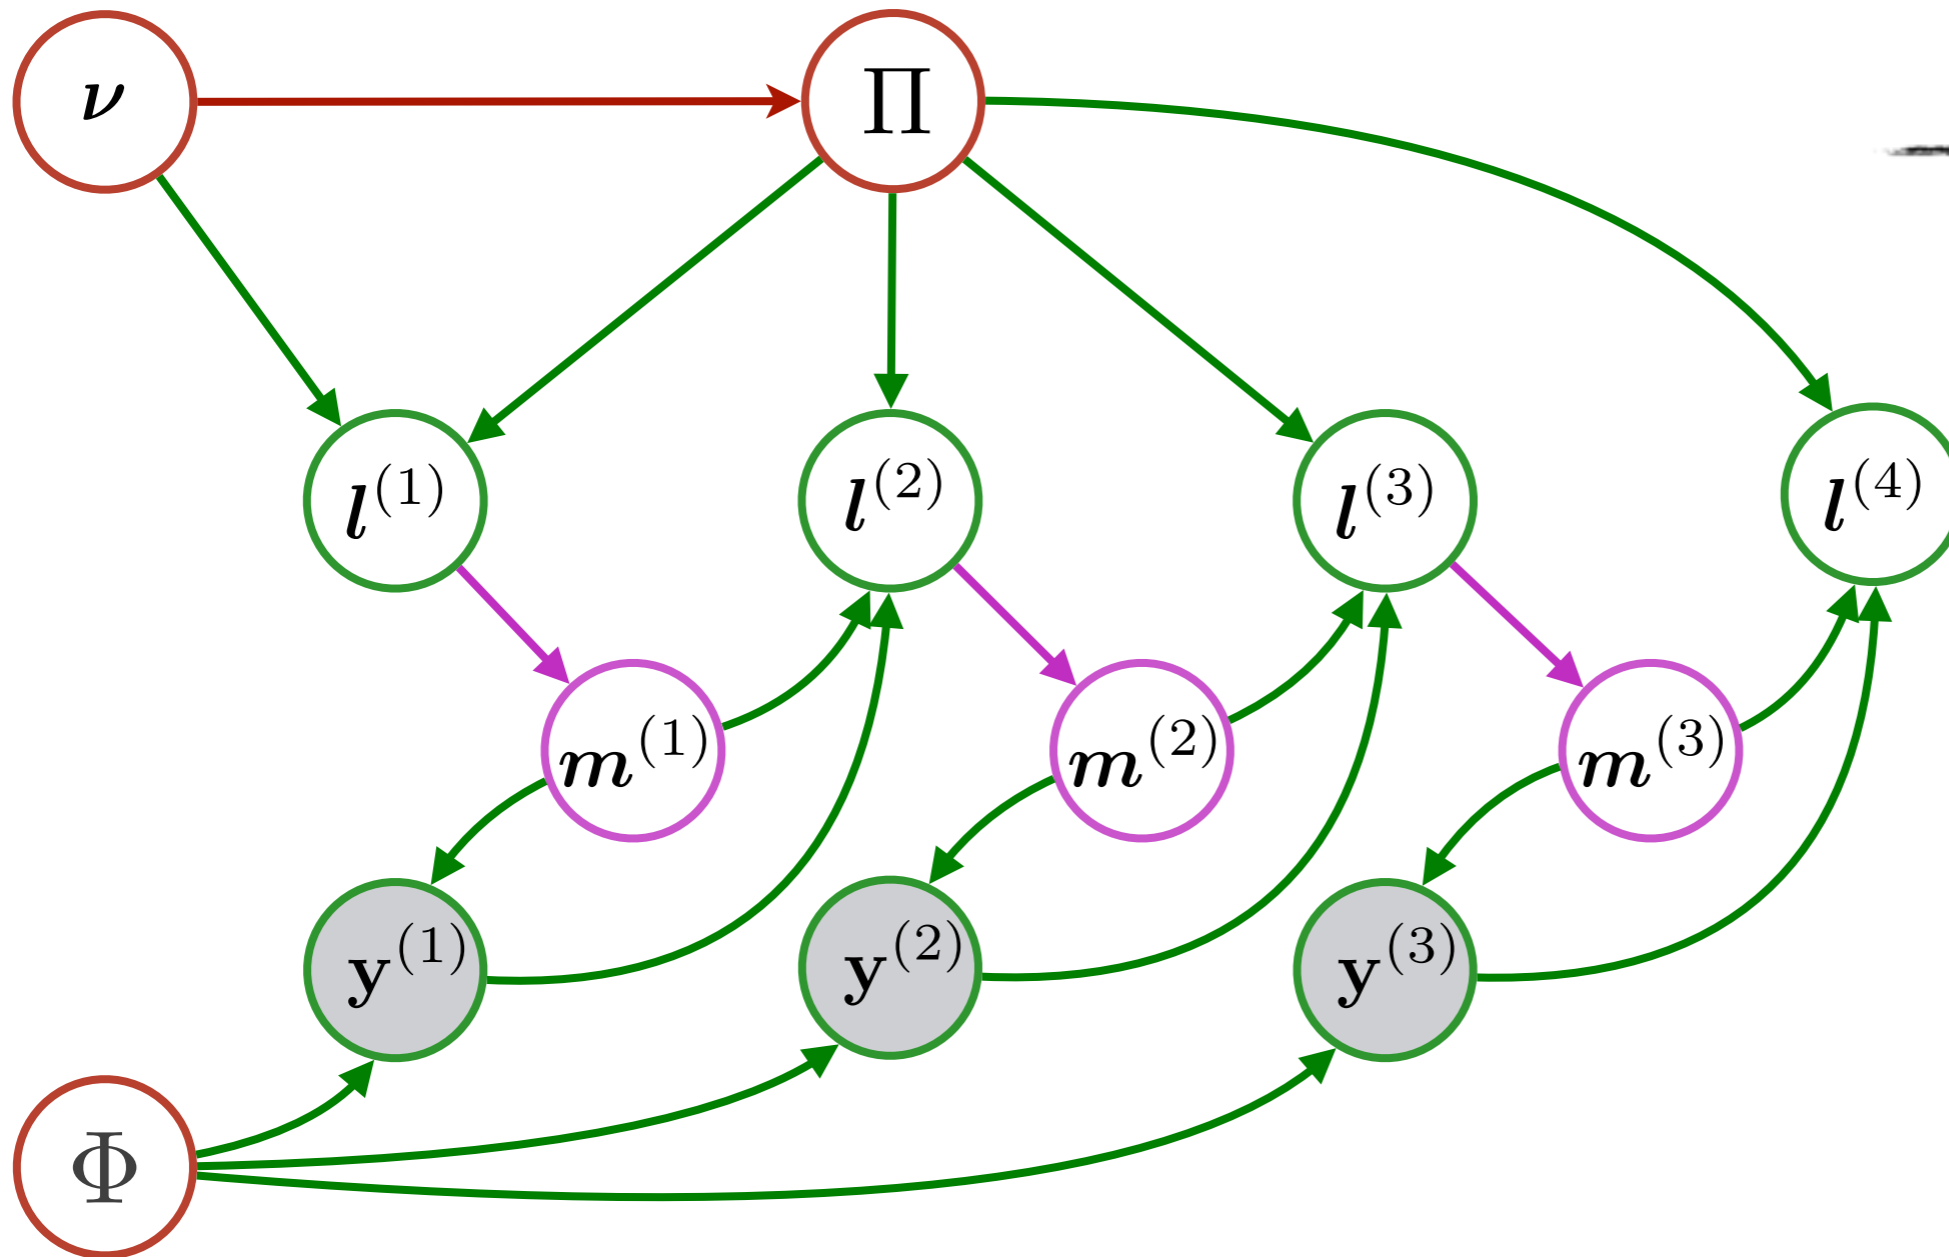 ν Π
l(1) l(2) l(3) l(4)
m(1) m(2) m(3)
y(1) y(2) y(3)
Φ